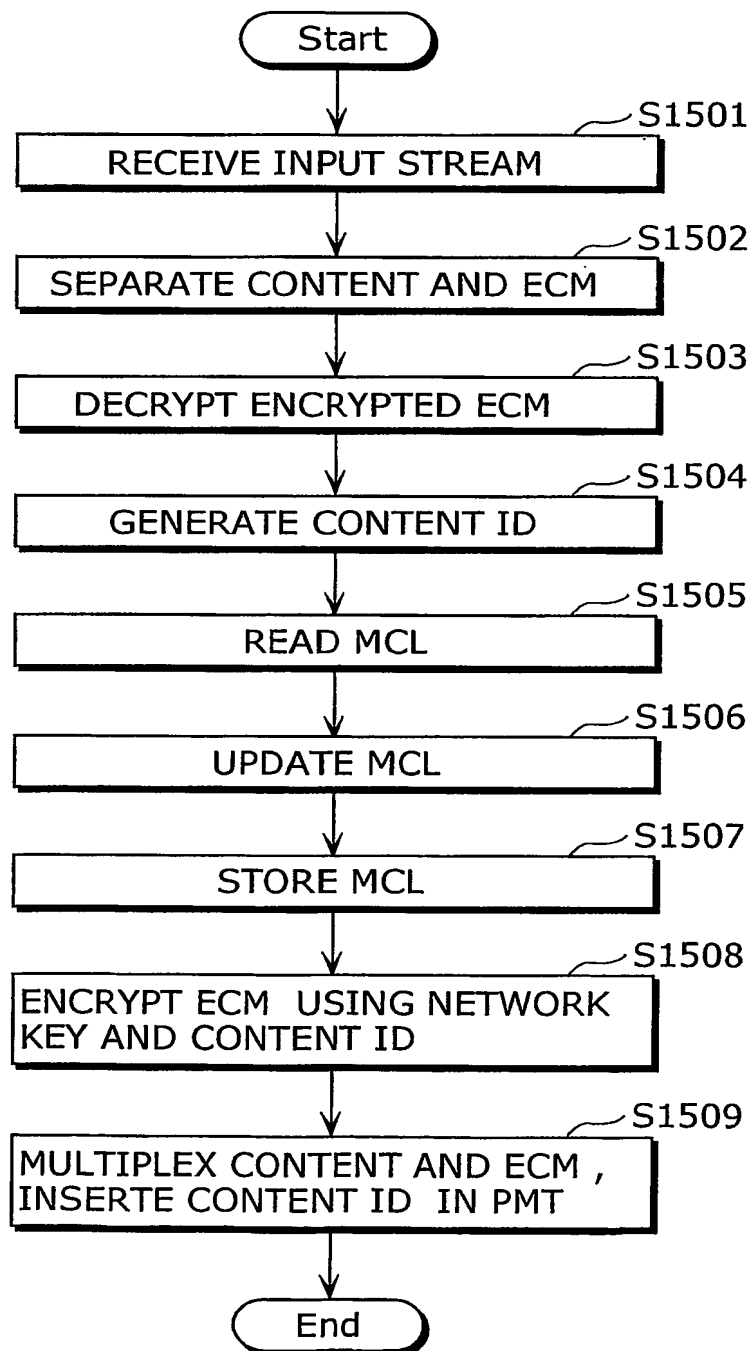 Start
S1501
RECEIVE INPUT STREAM
S1502
SEPARATE CONTENT AND ECM
S1503
DECRYPT ENCRYPTED ECM
S1504
GENERATE CONTENT ID
S1505
READ MCL
S1506
UPDATE MCL
S1507
STORE MCL
S1508
ENCRYPT ECM USING NETWORK
KEY AND CONTENT ID
S1509
MULTIPLEX CONTENT AND ECM ,
INSERTE CONTENT ID IN PMT
End